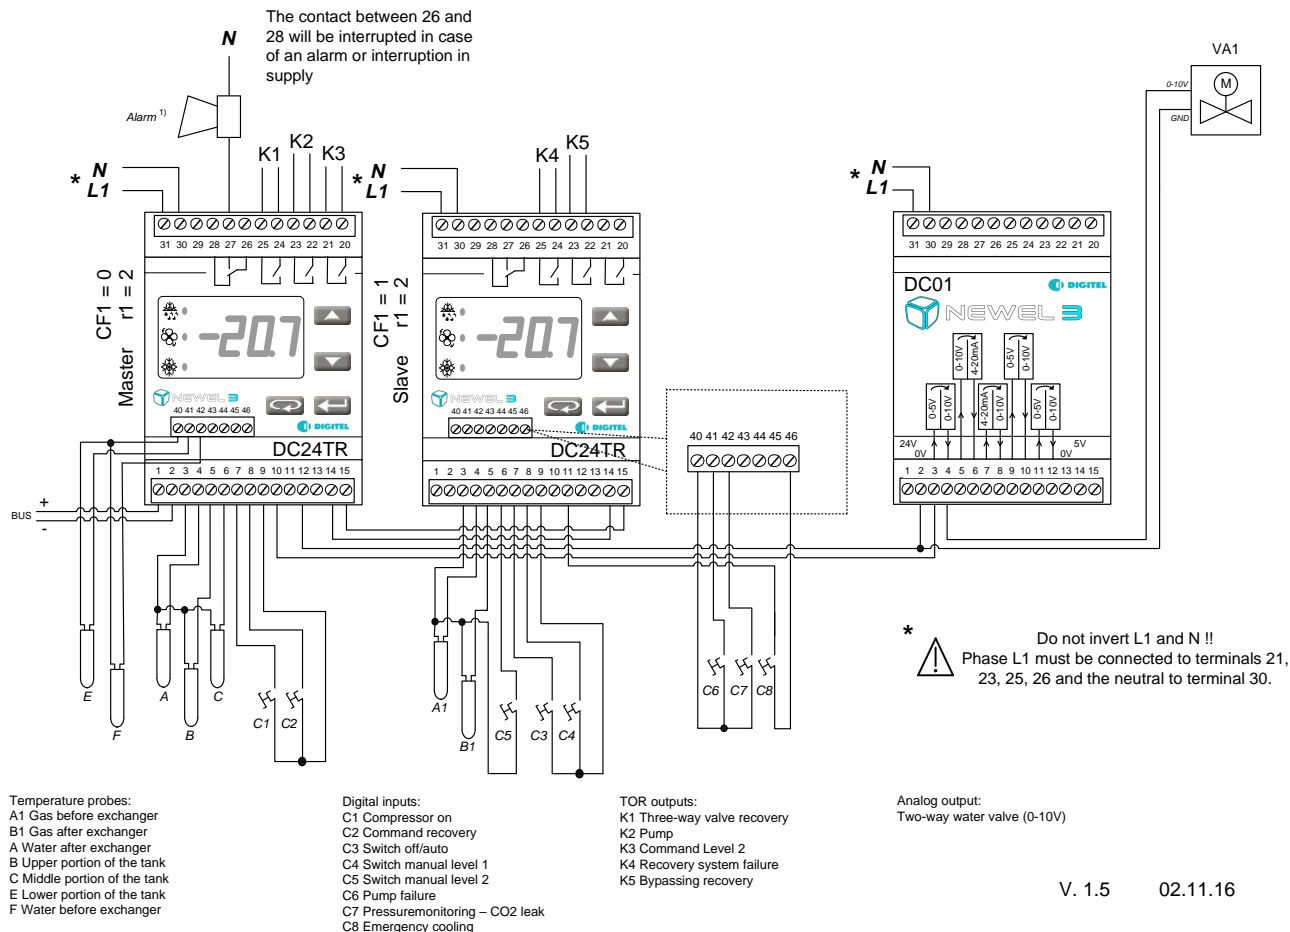 The contact between 26 and
28 will be interrupted in case
of an alarm or interruption in
supply
N
Alarm 1)
* N
L1
K1 K2 K3
* N
L1
K4 K5
* N
L1
VA1
0-10V
M
GND
31 30 29 28 27 26 25 24 23 22 21 20
31 30 29 28 27 26 25 24 23 22 21 20
31 30 29 28 27 26 25 24 23 22 21 20
CF1 = 0
Master r1 = 2
-20.7
NEWEL 3
40 41 42 43 44 45 46
DIGITEL
DC24TR
1 2 3 4 5 6 7 8 9 10 11 12 13 14 15
CF1 = 1
Slave r1 = 2
-20.7
NEWEL 3
40 41 42 43 44 45 46
DIGITEL
DC24TR
1 2 3 4 5 6 7 8 9 10 11 12 13 14 15
40 41 42 43 44 45 46
DC01
DIGITEL
NEWEL 3
0-10V 4-20mA 0-5V 0-10V
0-5V 0-10V 4-20mA 0-10V 0-5V 0-10V
24V 5V
0V 0V
1 2 3 4 5 6 7 8 9 10 11 12 13 14 15
+
BUS
-
E F A B C C1 C2
A1 B1 C5 C3 C4
C6 C7 C8
*
Do not invert L1 and N !!
Phase L1 must be connected to terminals 21,
23, 25, 26 and the neutral to terminal 30.
Temperature probes:
A1 Gas before exchanger
B1 Gas after exchanger
A Water after exchanger
B Upper portion of the tank
C Middle portion of the tank
E Lower portion of the tank
F Water before exchanger
Digital inputs:
C1 Compressor on
C2 Command recovery
C3 Switch off/auto
C4 Switch manual level 1
C5 Switch manual level 2
C6 Pump failure
C7 Pressuremonitoring – CO2 leak
C8 Emergency cooling
TOR outputs:
K1 Three-way valve recovery
K2 Pump
K3 Command Level 2
K4 Recovery system failure
K5 Bypassing recovery
Analog output:
Two-way water valve (0-10V)
V. 1.5 02.11.16